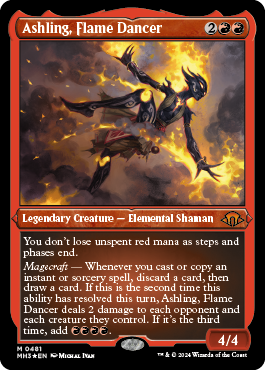 Ashling, Flame Dancer 2RR
Legendary Creature — Elemental Shaman
You don't lose unspent red mana as steps and
phases end.
Magecraft — Whenever you cast or copy an
instant or sorcery spell, discard a card, then
draw a card. If this is the second time this
ability has resolved this turn, Ashling, Flame
Dancer deals 2 damage to each opponent and
each creature they control. If it's the third
time, add RRRR.
4/4
M 0481
MH3★EN Michal Ivan
™ & © 2024 Wizards of the Coast